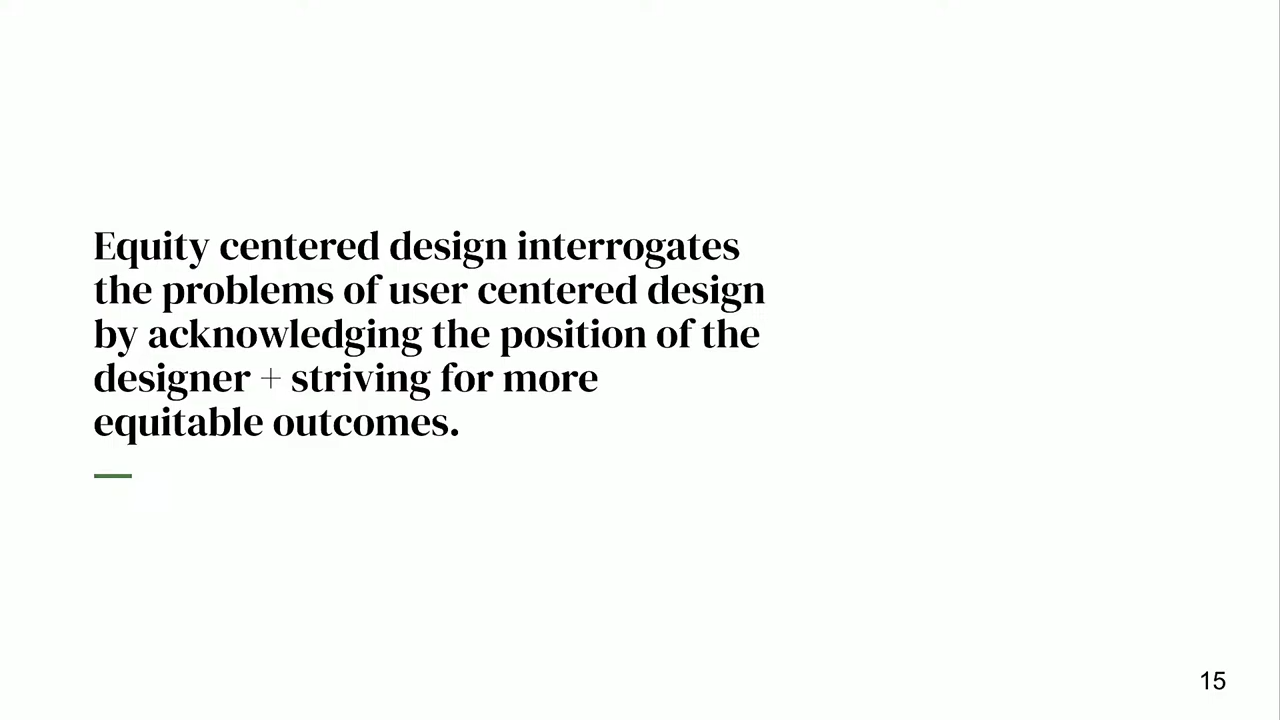 Equity centered design interrogates
the problems of user centered design
by acknowledging the position of the
designer + striving for more
equitable outcomes.
15